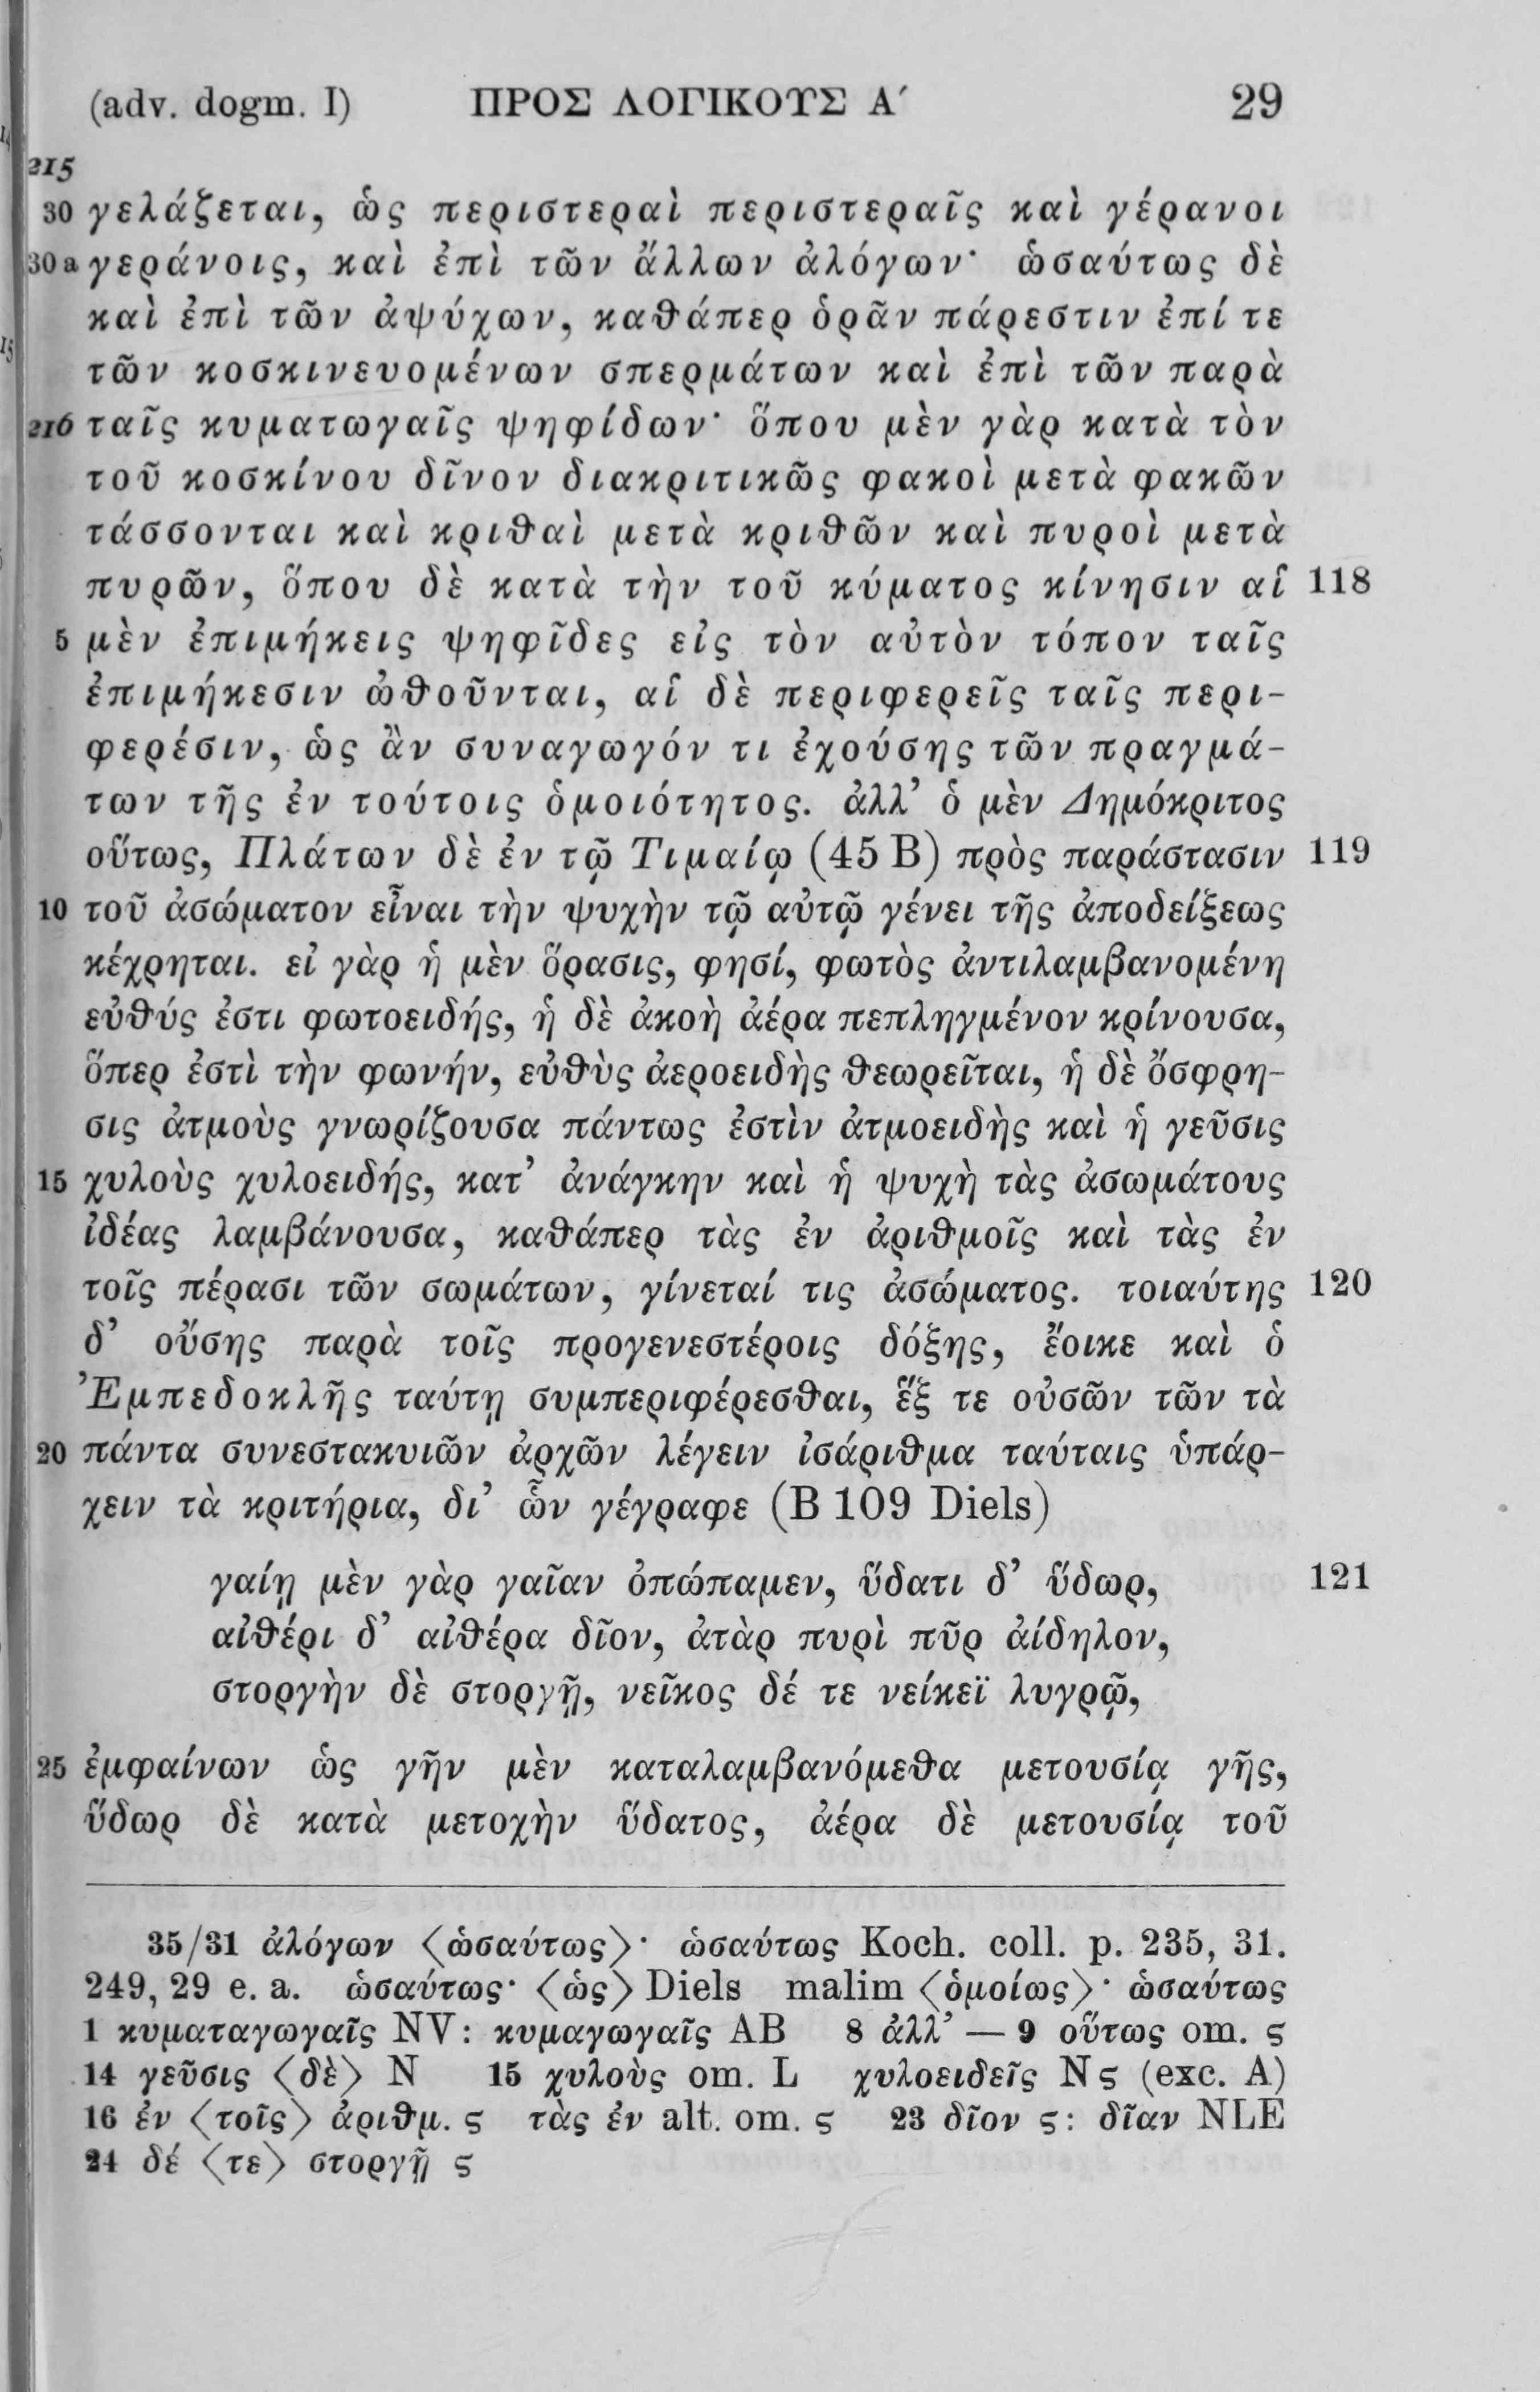 (adv. dogm. I) ΠΡΟΣ ΛΟΓΙΚΟΥΣ Α΄ 29
215
30 γελάζεται, ὡς περιστεραὶ περιστεραῖς καὶ γέρανοι
30a γεράνοις, καὶ ἐπὶ τῶν ἄλλων ἀλόγων· ὡσαύτως δὲ
καὶ ἐπὶ τῶν ἀψύχων, καθάπερ ὁρᾶν πάρεστιν ἐπί τε
τῶν κοσκινευομένων σπερμάτων καὶ ἐπὶ τῶν παρὰ
216 ταῖς κυματωγαῖς ψηφίδων· ὅπου μὲν γὰρ κατὰ τὸν
τοῦ κοσκίνου δῖνον διακριτικῶς φακοὶ μετὰ φακῶν
τάσσονται καὶ κριθαὶ μετὰ κριθῶν καὶ πυροὶ μετὰ
πυρῶν, ὅπου δὲ κατὰ τὴν τοῦ κύματος κίνησιν αἱ 118
5 μὲν ἐπιμήκεις ψηφῖδες εἰς τὸν αὐτὸν τόπον ταῖς
ἐπιμήκεσιν ὠθοῦνται, αἱ δὲ περιφερεῖς ταῖς περι-
φερέσιν, ὡς ἂν συναγωγόν τι ἐχούσης τῶν πραγμά-
των τῆς ἐν τούτοις ὁμοιότητος. ἀλλ’ ὁ μὲν Δημόκριτος
οὕτως, Πλάτων δὲ ἐν τῷ Τιμαίῳ (45 B) πρὸς παράστασιν 119
10 τοῦ ἀσώματον εἶναι τὴν ψυχὴν τῷ αὐτῷ γένει τῆς ἀποδείξεως
κέχρηται. εἰ γὰρ ἡ μὲν ὅρασις, φησί, φωτὸς ἀντιλαμβανομένη
εὐθύς ἐστι φωτοειδής, ἡ δὲ ἀκοὴ ἀέρα πεπληγμένον κρίνουσα,
ὅπερ ἐστὶ τὴν φωνήν, εὐθὺς ἀεροειδὴς θεωρεῖται, ἡ δὲ ὄσφρη-
σις ἀτμοὺς γνωρίζουσα πάντως ἐστὶν ἀτμοειδὴς καὶ ἡ γεῦσις
15 χυλοὺς χυλοειδής, κατ’ ἀνάγκην καὶ ἡ ψυχὴ τὰς ἀσωμάτους
ἰδέας λαμβάνουσα, καθάπερ τὰς ἐν ἀριθμοῖς καὶ τὰς ἐν
τοῖς πέρασι τῶν σωμάτων, γίνεταί τις ἀσώματος. τοιαύτης 120
δ’ οὔσης παρὰ τοῖς προγενεστέροις δόξης, ἔοικε καὶ ὁ
Ἐμπεδοκλῆς ταύτῃ συμπεριφέρεσθαι, ἕξ τε οὐσῶν τῶν τὰ
20 πάντα συνεστακυιῶν ἀρχῶν λέγειν ἰσάριθμα ταύταις ὑπάρ-
χειν τὰ κριτήρια, δι’ ὧν γέγραφε (B 109 Diels)
γαίῃ μὲν γὰρ γαῖαν ὀπώπαμεν, ὕδατι δ’ ὕδωρ, 121
αἰθέρι δ’ αἰθέρα δῖον, ἀτὰρ πυρὶ πῦρ ἀίδηλον,
στοργὴν δὲ στοργῇ, νεῖκος δέ τε νείκεϊ λυγρῷ,
25 ἐμφαίνων ὡς γῆν μὲν καταλαμβανόμεθα μετουσίᾳ γῆς,
ὕδωρ δὲ κατὰ μετοχὴν ὕδατος, ἀέρα δὲ μετουσίᾳ τοῦ
35/31 ἀλόγων ⟨ὡσαύτως⟩· ὡσαύτως Koch. coll. p. 235, 31.
249, 29 e. a. ὡσαύτως· ⟨ὡς⟩ Diels malim ⟨ὁμοίως⟩· ὡσαύτως
1 κυματαγωγαῖς NV: κυμαγωγαῖς AB 8 ἀλλ’ — 9 οὕτως om. ς
14 γεῦσις ⟨δὲ⟩ N 15 χυλοὺς om. L χυλοειδεῖς N ς (exc. A)
16 ἐν ⟨τοῖς⟩ ἀριθμ. ς τὰς ἐν alt. om. ς 23 δῖον ς: δῖαν NLE
24 δέ ⟨τε⟩ στοργῇ ς